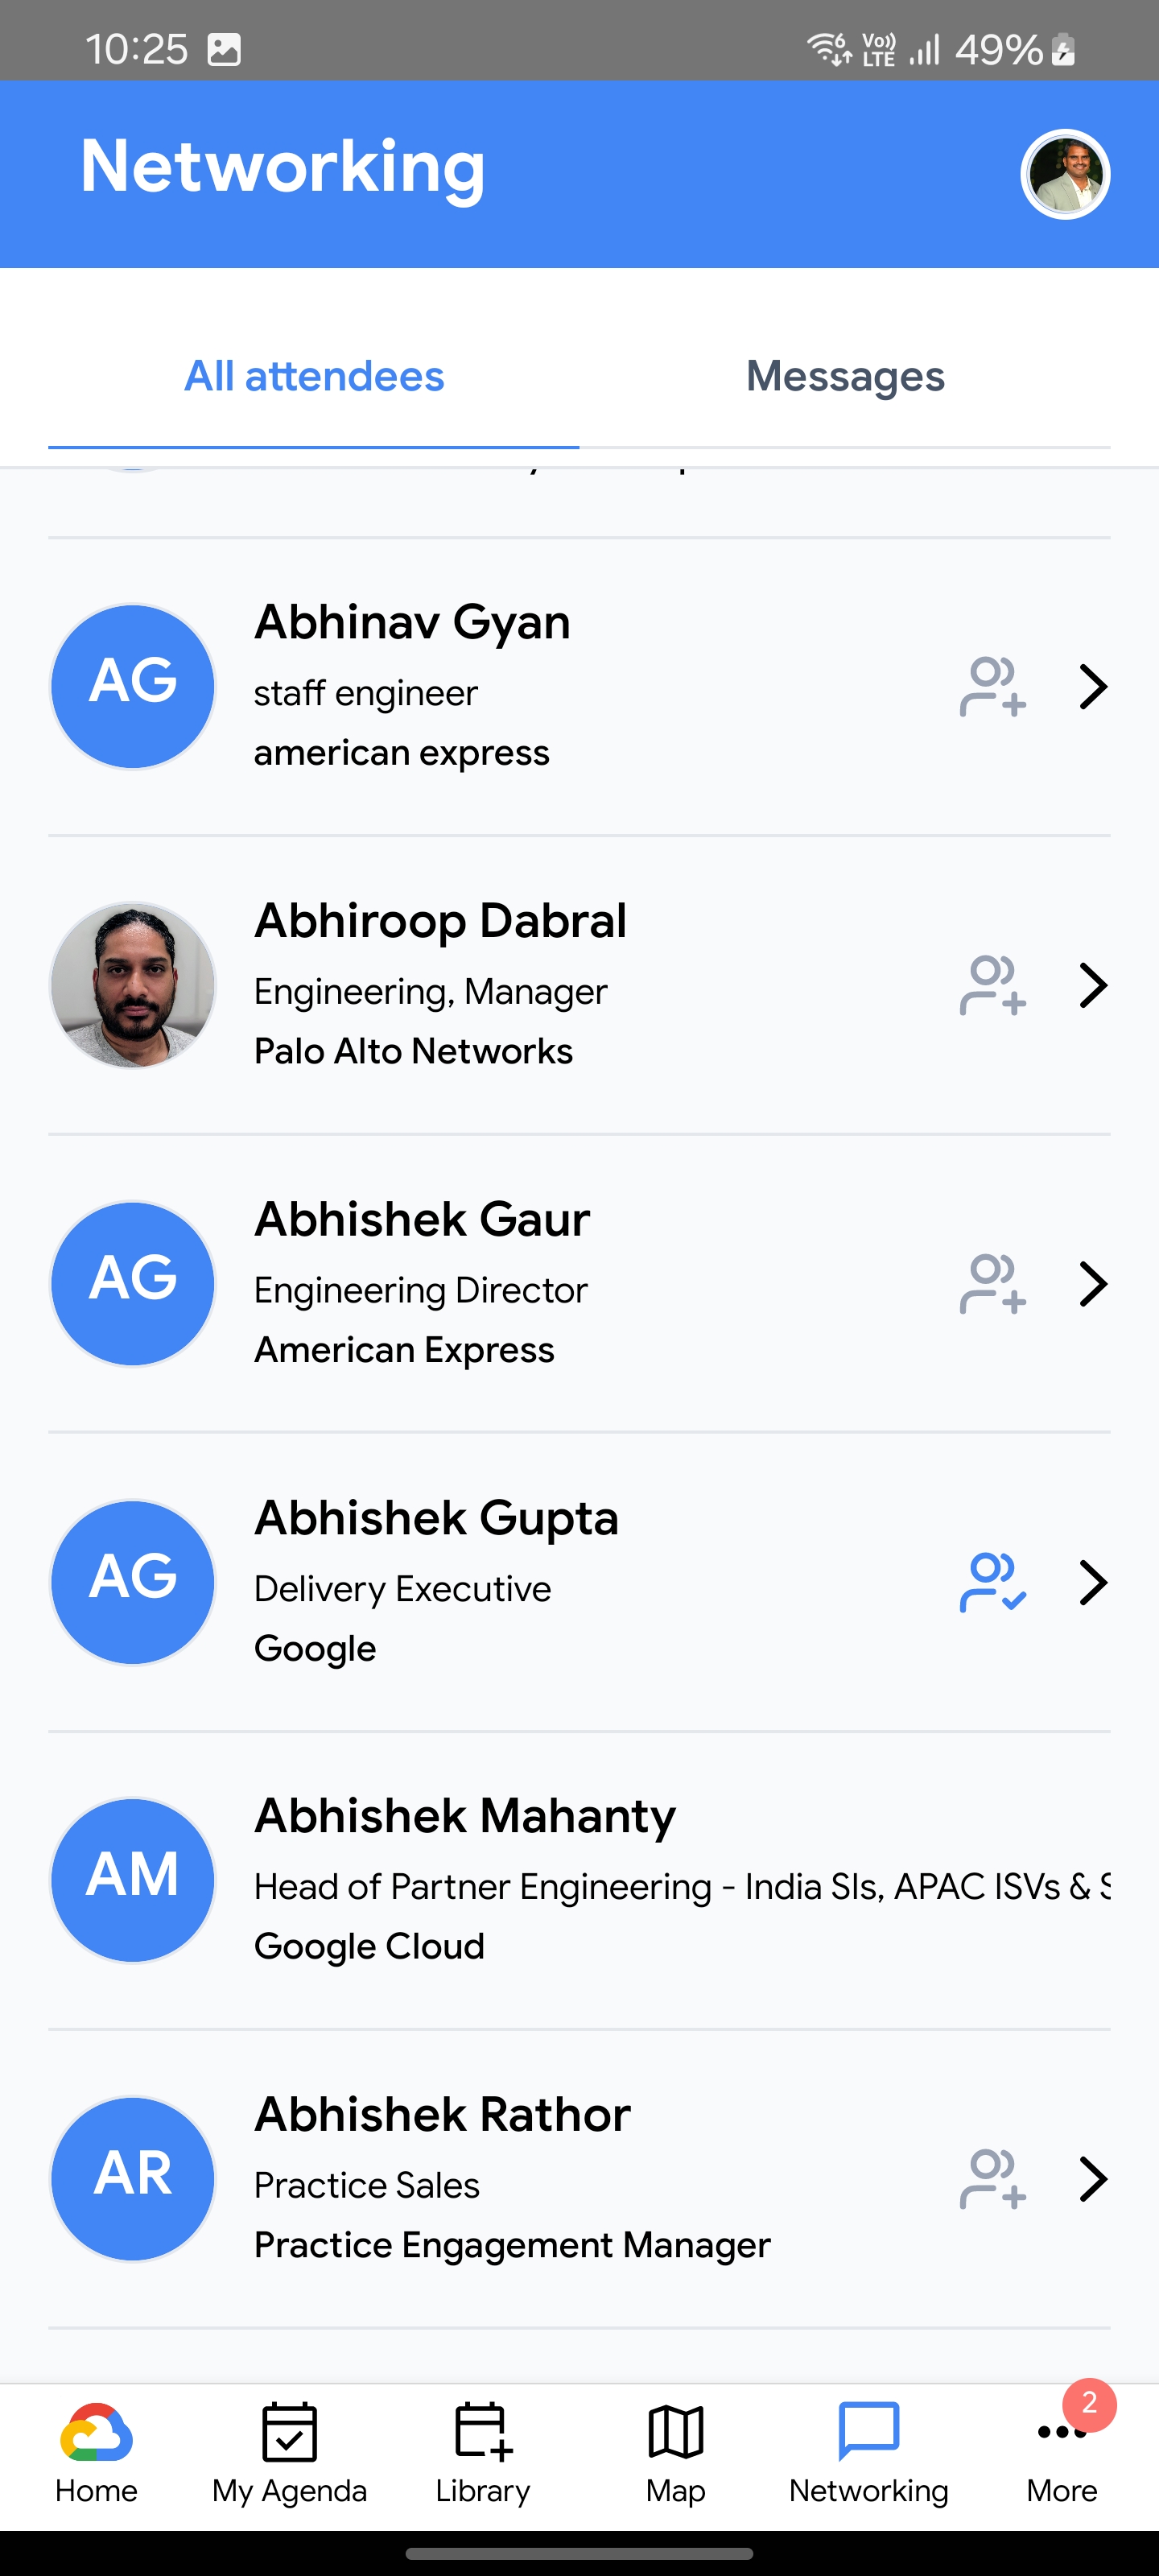 10:25
6 Vo)) LTE 49%
Networking
All attendees
Messages
AG
Abhinav Gyan
staff engineer
american express
Abhiroop Dabral
Engineering, Manager
Palo Alto Networks
AG
Abhishek Gaur
Engineering Director
American Express
AG
Abhishek Gupta
Delivery Executive
Google
AM
Abhishek Mahanty
Head of Partner Engineering - India SIs, APAC ISVs & S
Google Cloud
AR
Abhishek Rathor
Practice Sales
Practice Engagement Manager
2
Home
My Agenda
Library
Map
Networking
More